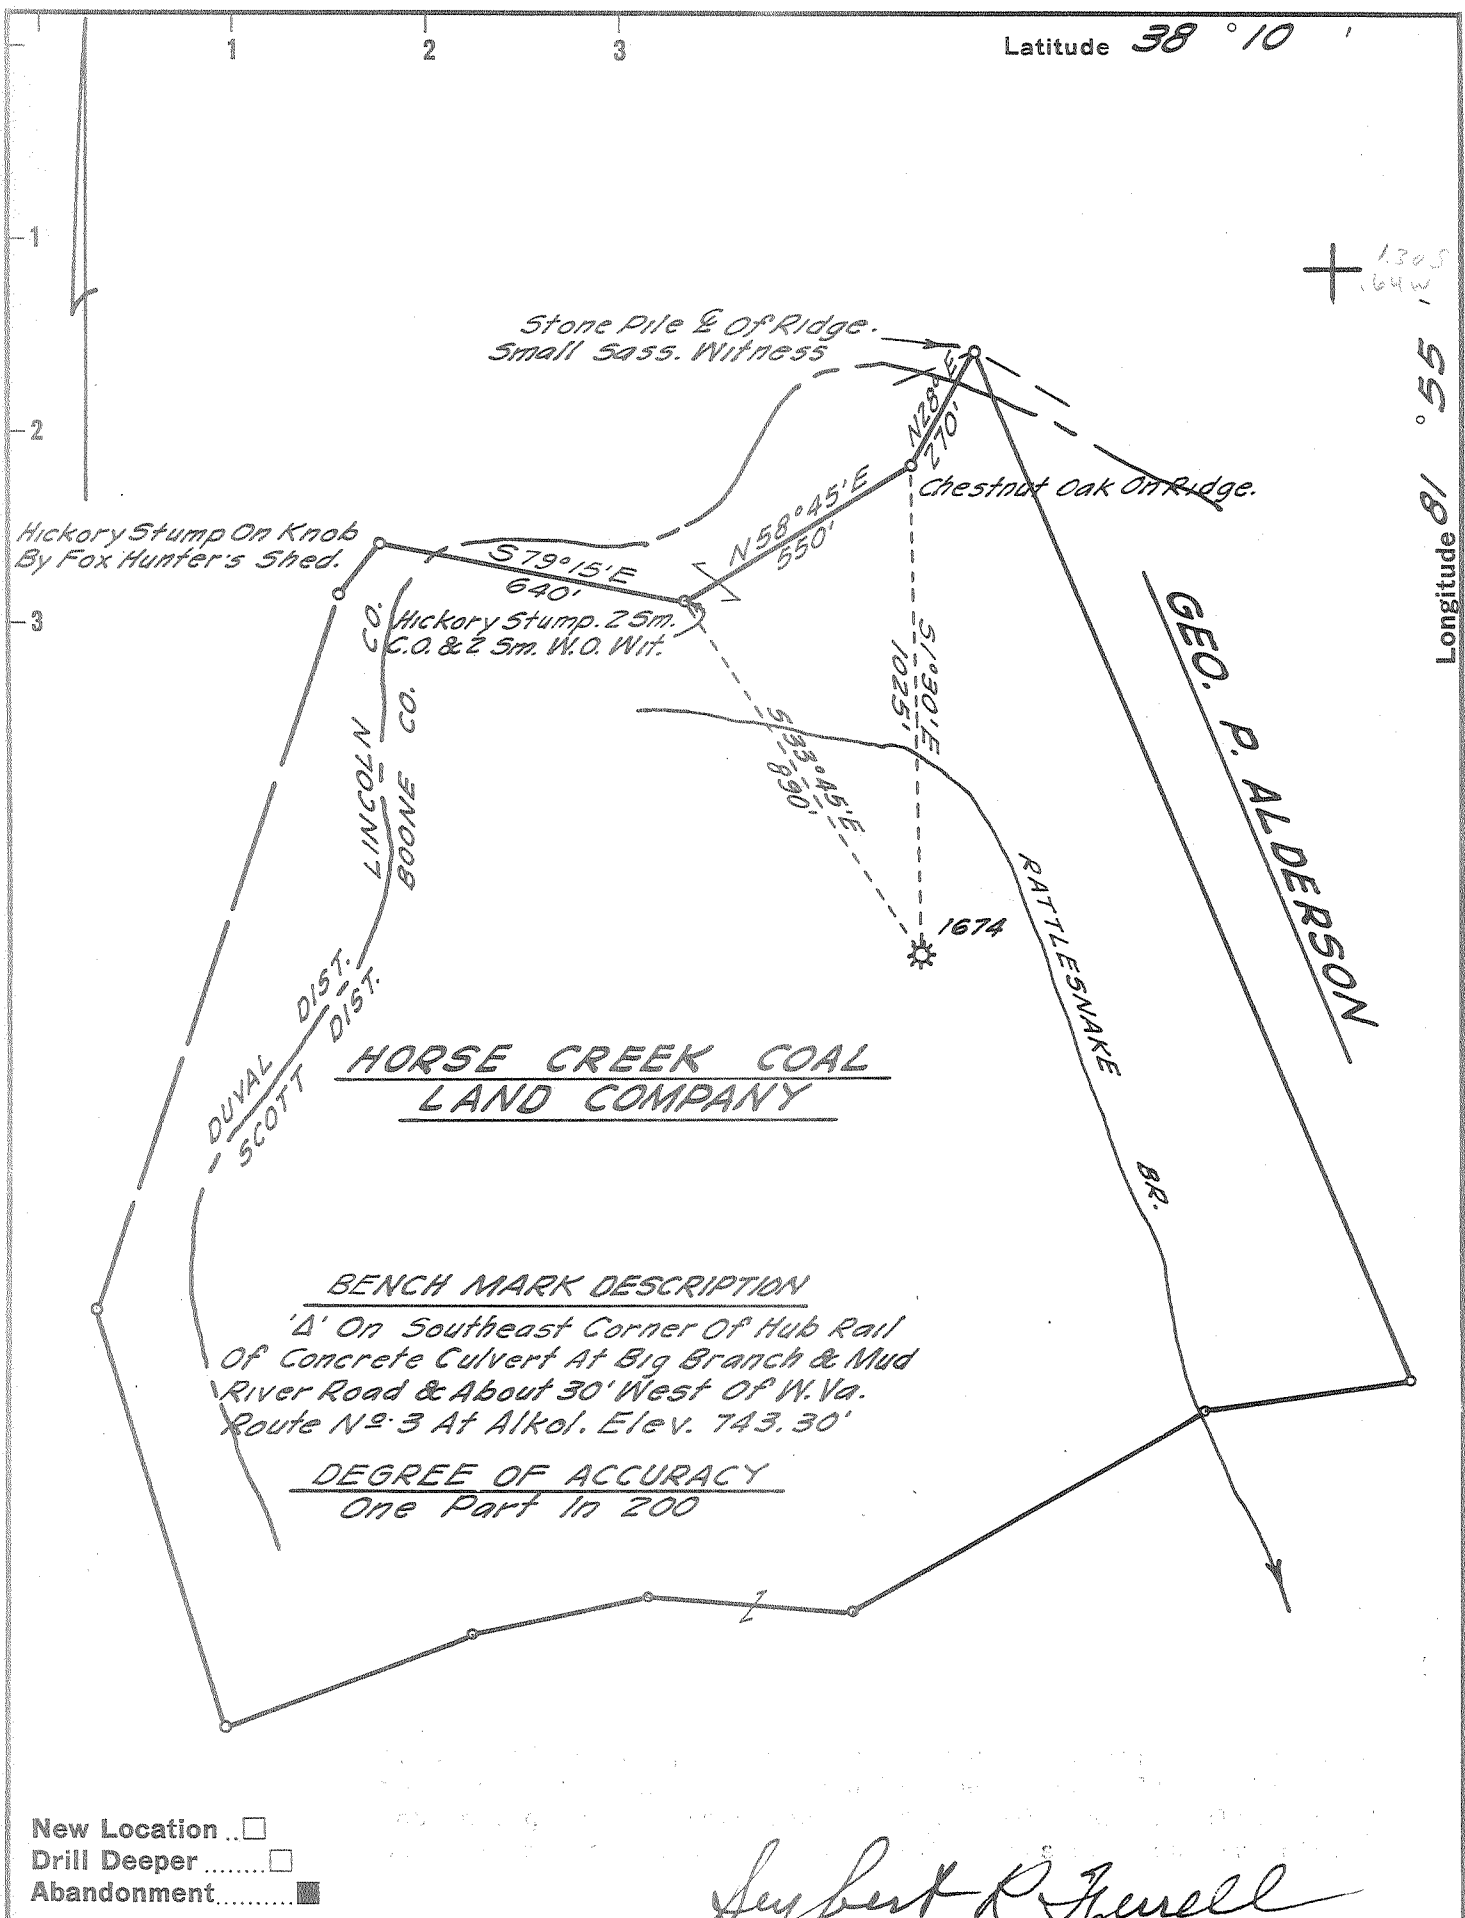 1 2 3
Latitude 38 °10 '
1
2
3
1.30 S
.64 W
Longitude 81 °55 '
Stone Pile ℄ Of Ridge.
Small Sass. Witness
N28°E
270'
Chestnut Oak On Ridge.
N58°45'E
550'
Hickory Stump On Knob
By Fox Hunter's Shed.
S79°15'E
640'
Hickory Stump. 2 Sm.
C.O. & 2 Sm. W.O. Wit.
LINCOLN CO.
BOONE CO.
S1°30'E
1025'
S33°45'E
890'
GEO. P. ALDERSON
1674
RATTLESNAKE BR.
DUVAL DIST.
SCOTT DIST.
HORSE CREEK COAL
LAND COMPANY
BENCH MARK DESCRIPTION
'Δ' On Southeast Corner Of Hub Rail
Of Concrete Culvert At Big Branch & Mud
River Road & About 30' West Of W.Va.
Route Nº 3 At Alkol. Elev. 743.30'
DEGREE OF ACCURACY
One Part In 200
New Location ..☐
Drill Deeper ........☐
Abandonment..........■